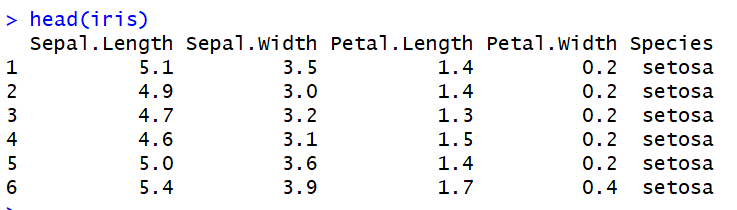 > head(iris)
Sepal.Length Sepal.Width Petal.Length Petal.Width Species
1 5.1 3.5 1.4 0.2 setosa
2 4.9 3.0 1.4 0.2 setosa
3 4.7 3.2 1.3 0.2 setosa
4 4.6 3.1 1.5 0.2 setosa
5 5.0 3.6 1.4 0.2 setosa
6 5.4 3.9 1.7 0.4 setosa
>